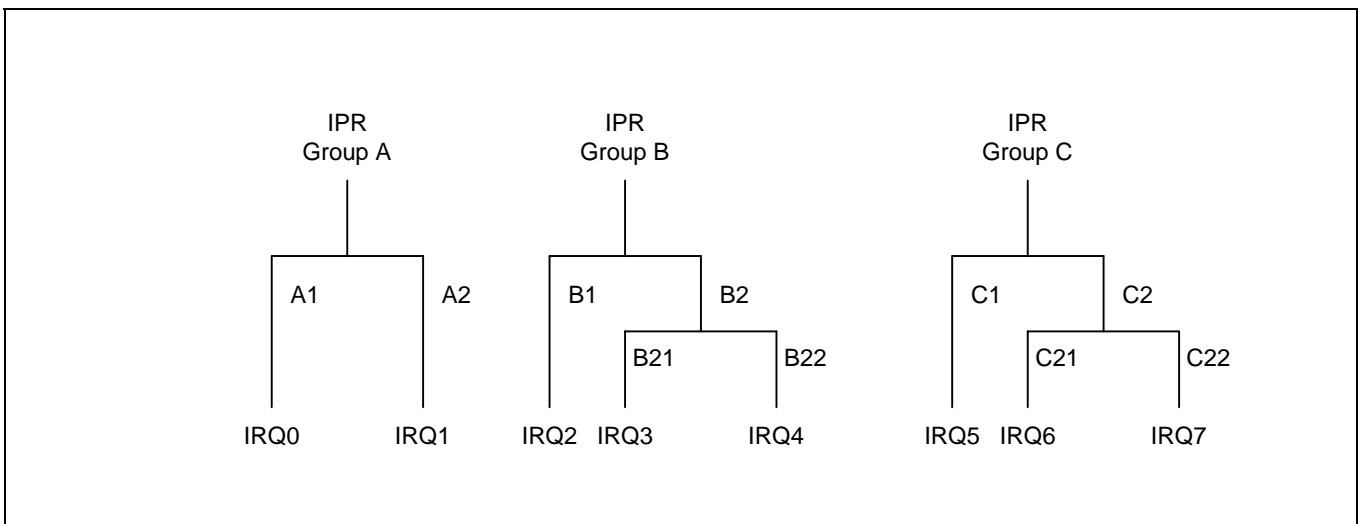 IPR
Group A
IPR
Group B
IPR
Group C
A1
A2
B1
B2
C1
C2
B21
B22
C21
C22
IRQ0
IRQ1
IRQ2
IRQ3
IRQ4
IRQ5
IRQ6
IRQ7